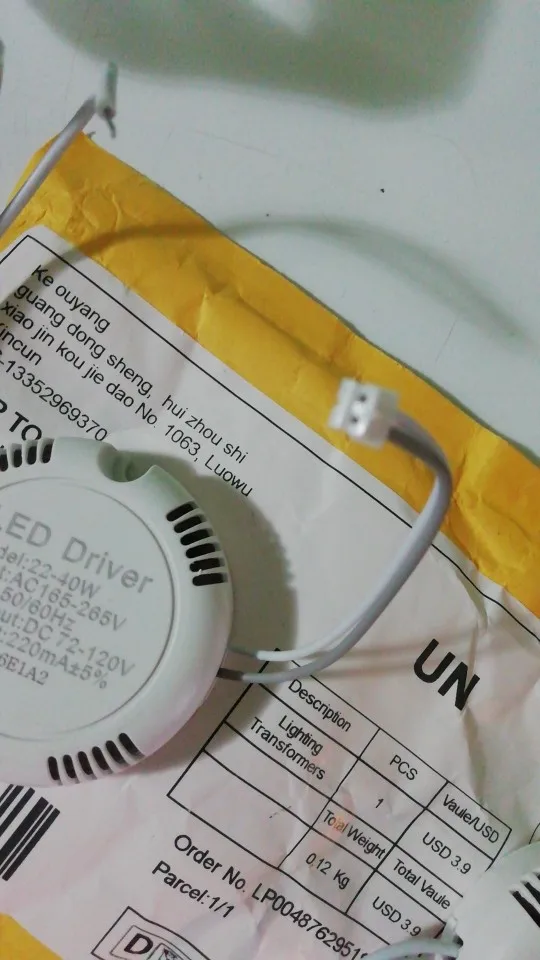 Ke ouyang
guang dong sheng, hui zhou shi
xiao jin kou jie dao No. 1063, Luowu
-13352969370
P TO
LED Driver
del:22-40W
:AC165-265V
50/60Hz
ut:DC 72-120V
:220mA±5%
6E1A2
UN
Description PCS Vaule/USD
Lighting Transformers 1 USD 3.9
Total Weight Total Vaule
0.12 Kg USD 3.9
Order No. LP0048762951
Parcel:1/1
D